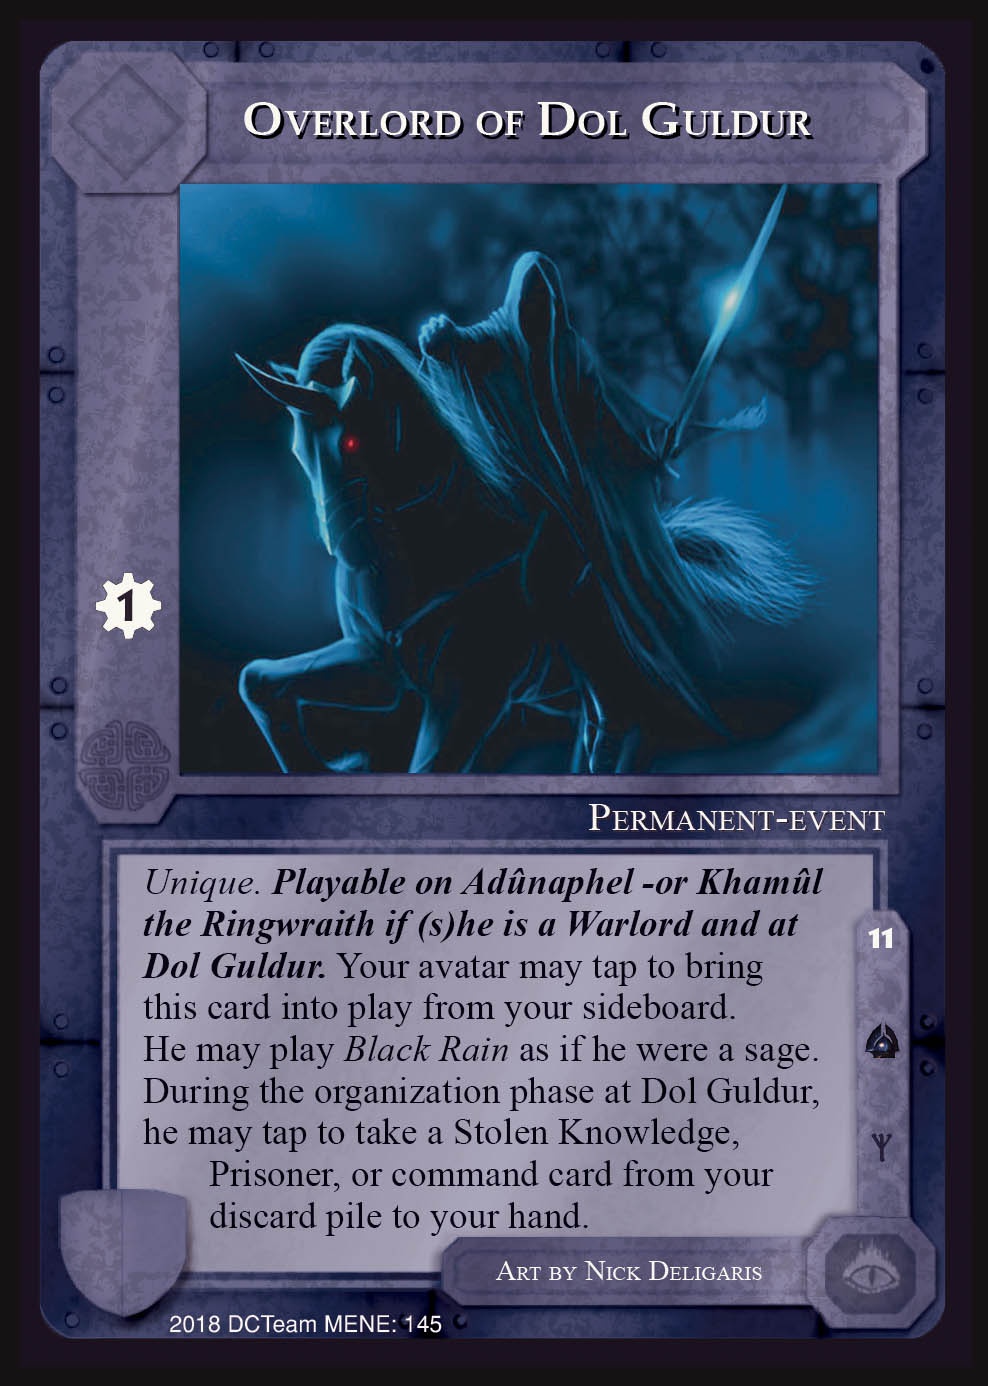 Overlord of Dol Guldur
1
Permanent-event
Unique. Playable on Adûnaphel -or Khamûl
the Ringwraith if (s)he is a Warlord and at
Dol Guldur. Your avatar may tap to bring
this card into play from your sideboard.
He may play Black Rain as if he were a sage.
During the organization phase at Dol Guldur,
he may tap to take a Stolen Knowledge,
Prisoner, or command card from your
discard pile to your hand.
11
Art by Nick Deligaris
2018 DCTeam MENE: 145